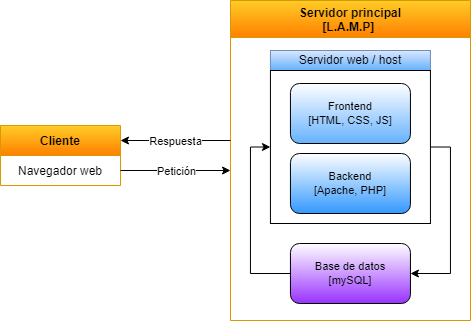 Servidor principal
[L.A.M.P]
Servidor web / host
Frontend
[HTML, CSS, JS]
Cliente
Navegador web
Respuesta
Petición
Backend
[Apache, PHP]
Base de datos
[mySQL]